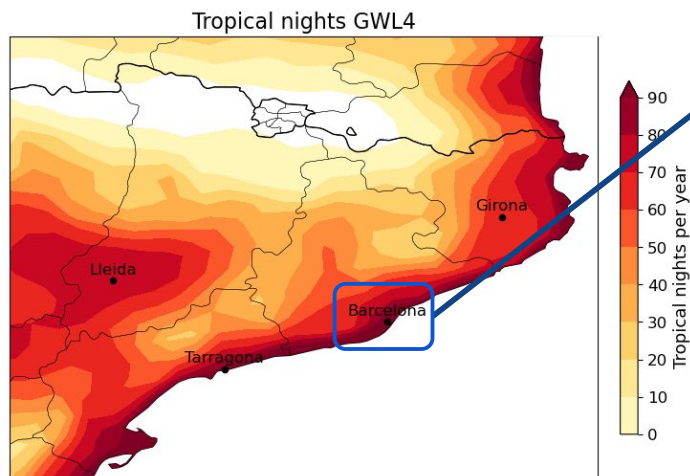 Tropical nights GWL4
Girona
Lleida
Barcelona
Tarragona
90
80
70
60
50
40
30
20
10
0
Tropical nights per year